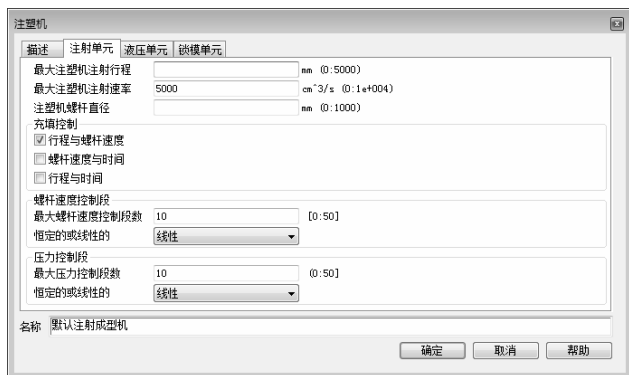 注塑机
描述 注射单元 液压单元 锁模单元
最大注塑机注射行程 mm (0:5000)
最大注塑机注射速率 5000 cm^3/s (0:1e+004)
注塑机螺杆直径 mm (0:1000)
充填控制
行程与螺杆速度
螺杆速度与时间
行程与时间
螺杆速度控制段
最大螺杆速度控制段数 10 [0:50]
恒定的或线性的 线性
压力控制段
最大压力控制段数 10 (0:50]
恒定的或线性的 线性
名称 默认注射成型机
确定 取消 帮助